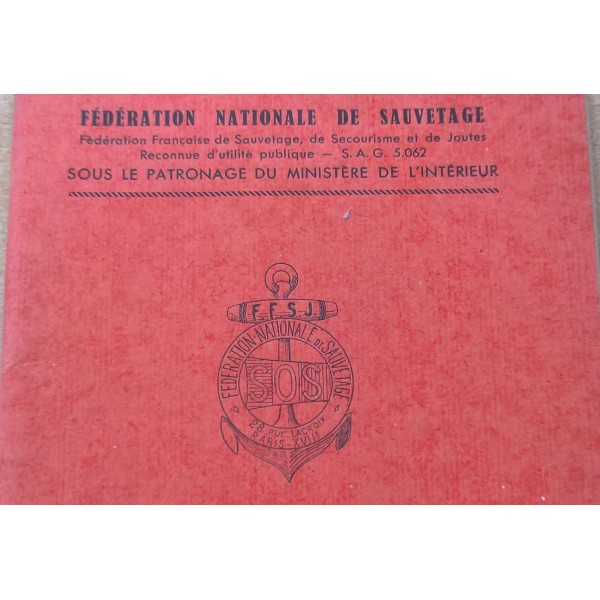 FÉDÉRATION NATIONALE DE SAUVETAGE
Fédération Française de Sauvetage, de Secourisme et de Joutes
Reconnue d'utilité publique — S. A. G. 5.062
SOUS LE PATRONAGE DU MINISTÈRE DE L'INTÉRIEUR
F.F.S.J.
FEDERATION·NATIONALE DE SAUVETAGE
SOS
28 RUE LACROIX
PARIS-XVII